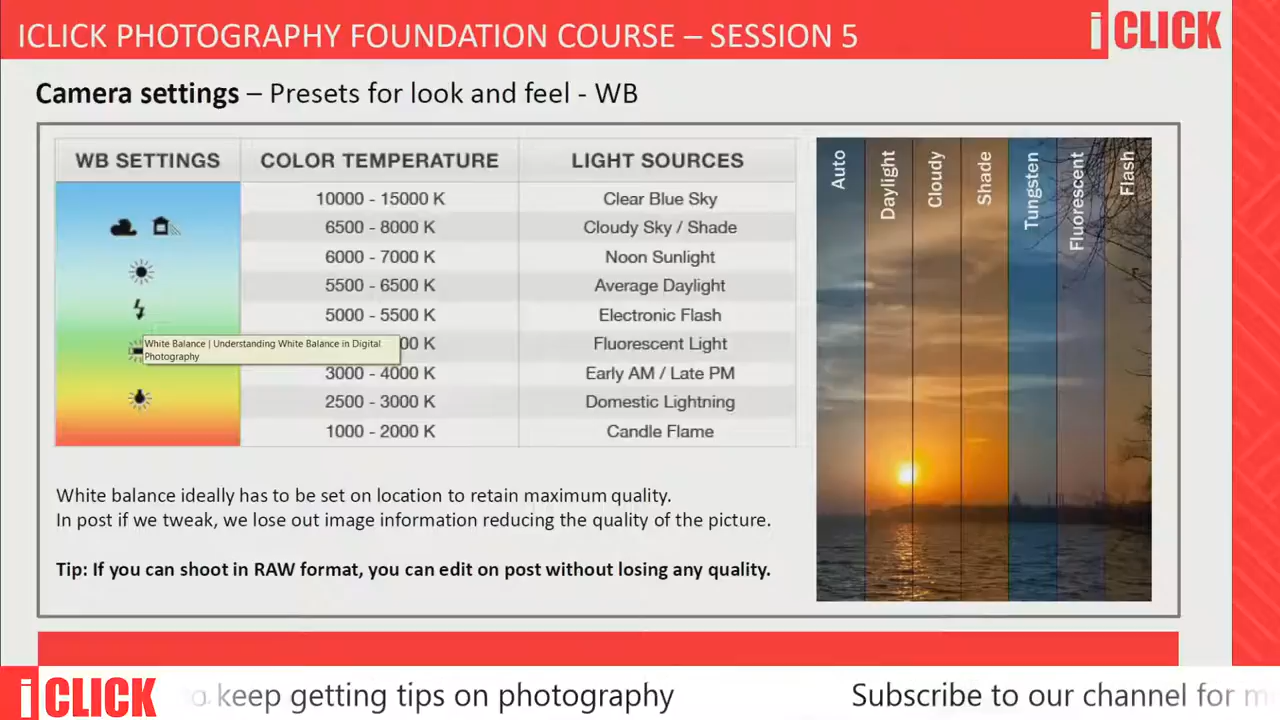 ICLICK PHOTOGRAPHY FOUNDATION COURSE – SESSION 5
iCLICK
Camera settings – Presets for look and feel - WB
WB SETTINGS COLOR TEMPERATURE LIGHT SOURCES
10000 - 15000 K Clear Blue Sky
6500 - 8000 K Cloudy Sky / Shade
6000 - 7000 K Noon Sunlight
5500 - 6500 K Average Daylight
5000 - 5500 K Electronic Flash
White Balance | Understanding White Balance in Digital
Photography
00 K Fluorescent Light
3000 - 4000 K Early AM / Late PM
2500 - 3000 K Domestic Lightning
1000 - 2000 K Candle Flame
Auto
Daylight
Cloudy
Shade
Tungsten
Fluorescent
Flash
White balance ideally has to be set on location to retain maximum quality.
In post if we tweak, we lose out image information reducing the quality of the picture.
Tip: If you can shoot in RAW format, you can edit on post without losing any quality.
iCLICK
keep getting tips on photography Subscribe to our channel for